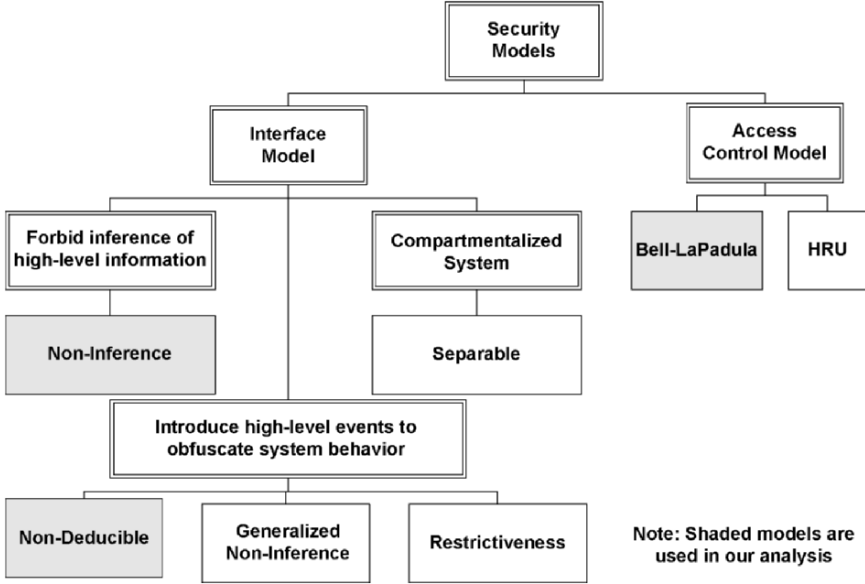 Security
Models
Interface
Model
Access
Control Model
Forbid inference of
high-level information
Compartmentalized
System
Bell-LaPadula
HRU
Non-Inference
Separable
Introduce high-level events to
obfuscate system behavior
Non-Deducible
Generalized
Non-Inference
Restrictiveness
Note: Shaded models are
used in our analysis